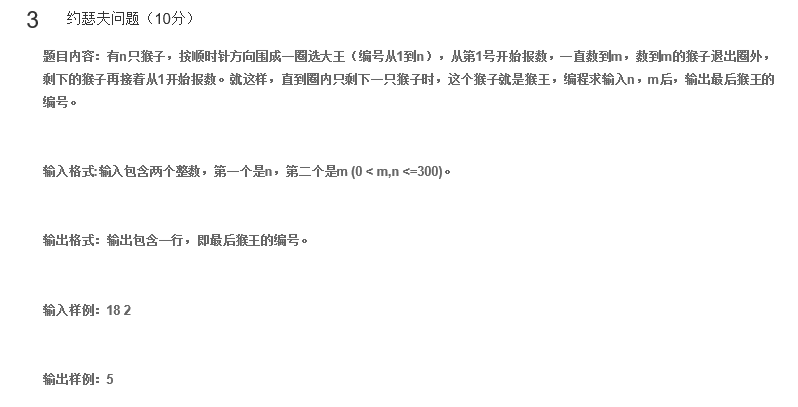 3 约瑟夫问题（10分）
题目内容：有n只猴子，按顺时针方向围成一圈选大王（编号从1到n），从第1号开始报数，一直数到m，数到m的猴子退出圈外，
剩下的猴子再接着从1开始报数。就这样，直到圈内只剩下一只猴子时，这个猴子就是猴王，编程求输入n，m后，输出最后猴王的
编号。
输入格式:输入包含两个整数，第一个是n，第二个是m (0 < m,n <=300)。
输出格式：输出包含一行，即最后猴王的编号。
输入样例：18 2
输出样例：5